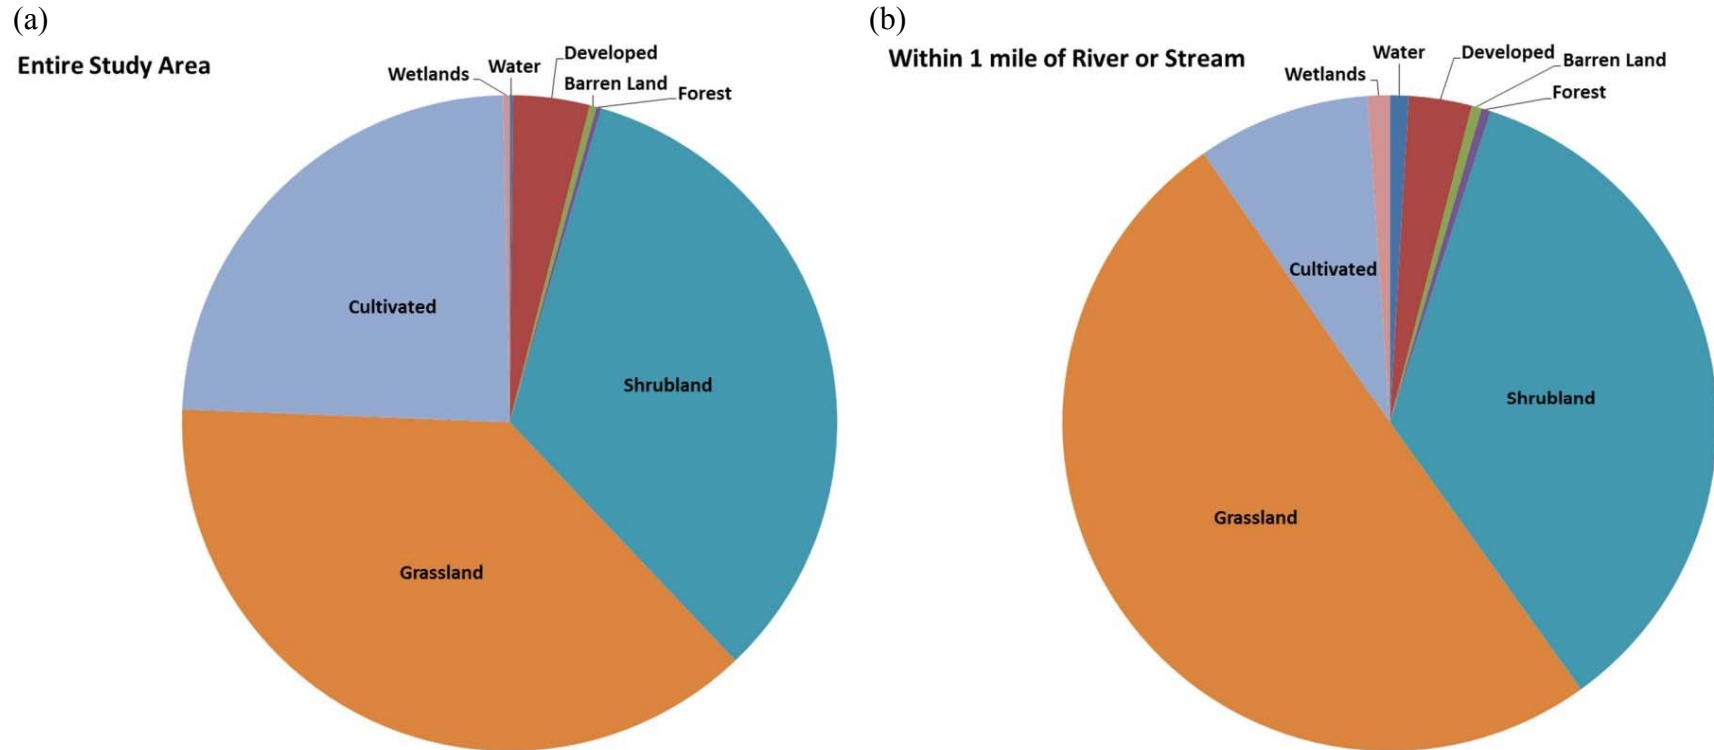 (a)
Entire Study Area
Wetlands
Water
Developed
Barren Land
Forest
Cultivated
Shrubland
Grassland
(b)
Within 1 mile of River or Stream
Wetlands
Water
Developed
Barren Land
Forest
Cultivated
Shrubland
Grassland